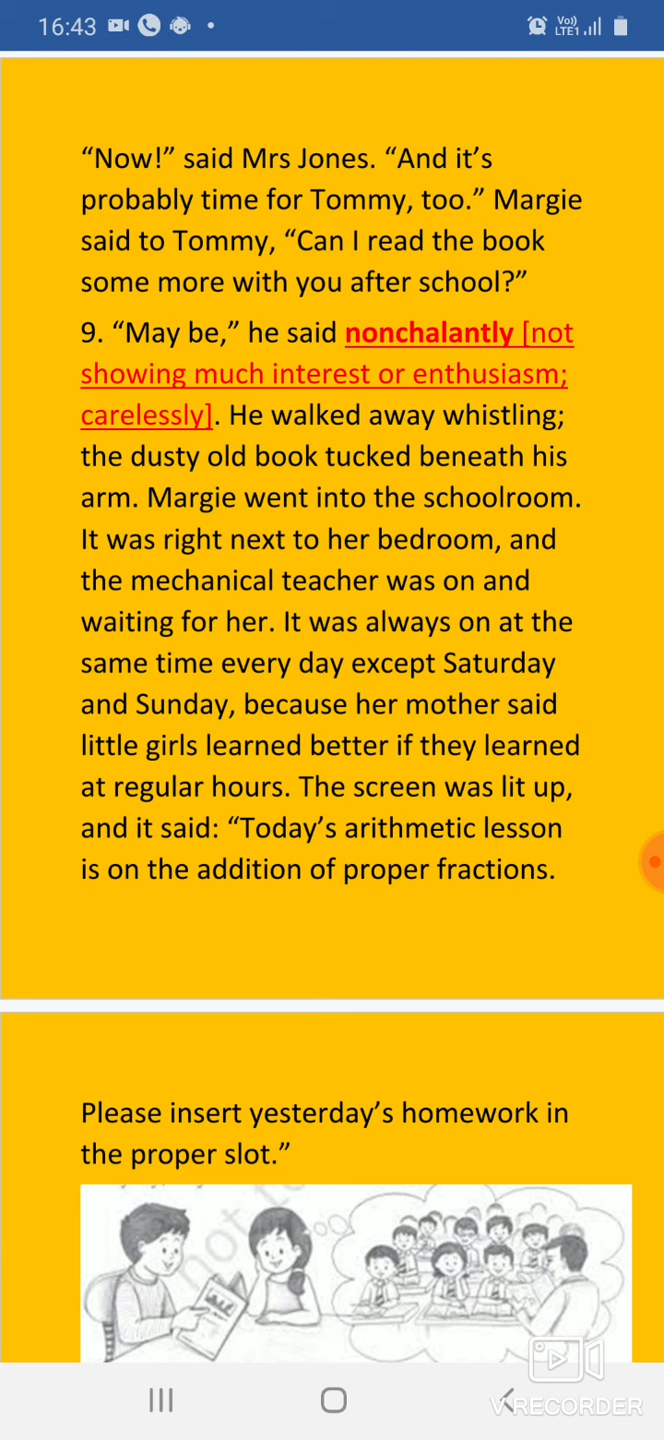 16:43
Vo))
LTE1
“Now!” said Mrs Jones. “And it’s
probably time for Tommy, too.” Margie
said to Tommy, “Can I read the book
some more with you after school?”
9. “May be,” he said nonchalantly [not
showing much interest or enthusiasm;
carelessly]. He walked away whistling;
the dusty old book tucked beneath his
arm. Margie went into the schoolroom.
It was right next to her bedroom, and
the mechanical teacher was on and
waiting for her. It was always on at the
same time every day except Saturday
and Sunday, because her mother said
little girls learned better if they learned
at regular hours. The screen was lit up,
and it said: “Today’s arithmetic lesson
is on the addition of proper fractions.
Please insert yesterday’s homework in
the proper slot.”
not
V RECORDER